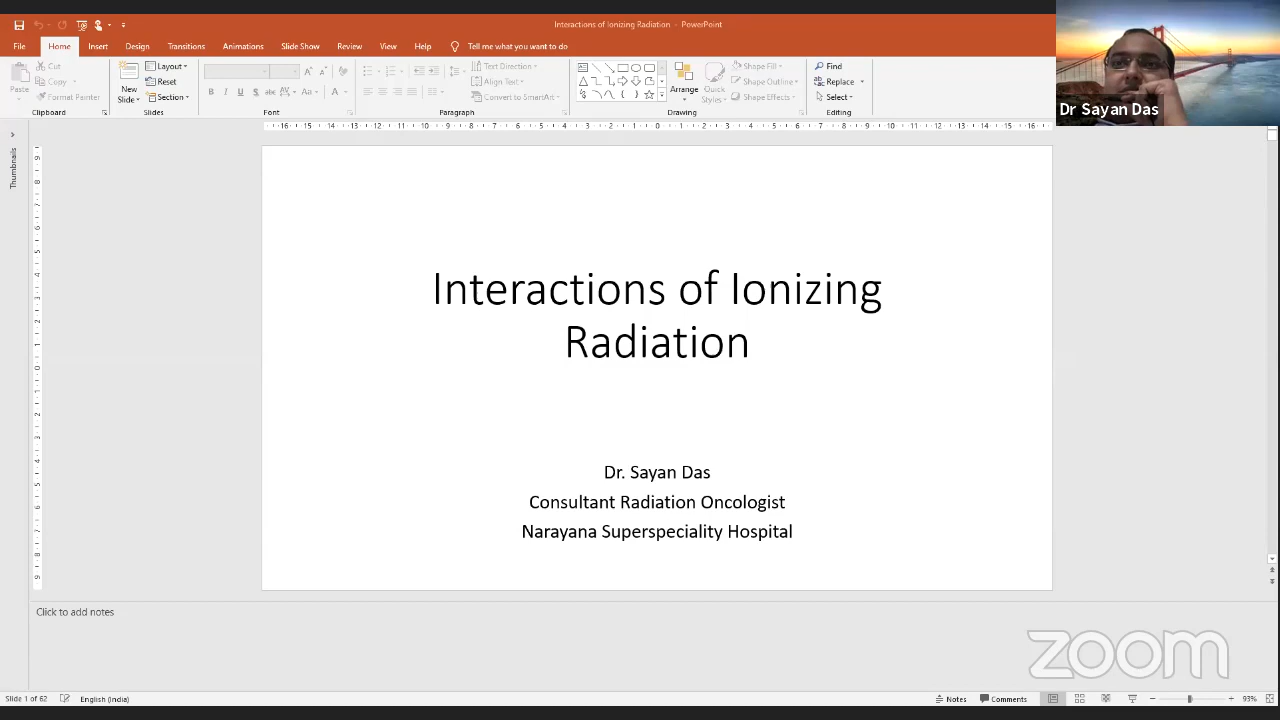 Interactions of Ionizing Radiation - PowerPoint
File Home Insert Design Transitions Animations Slide Show Review View Help Tell me what you want to do
Paste
Cut
Copy
Format Painter
Clipboard
New
Slide
Layout
Reset
Section
Slides
Font
Text Direction
Align Text
Convert to SmartArt
Paragraph
Arrange
Quick
Styles
Shape Fill
Shape Outline
Shape Effects
Drawing
Find
Replace
Select
Editing
Dr Sayan Das
Thumbnails
Interactions of Ionizing
Radiation
Dr. Sayan Das
Consultant Radiation Oncologist
Narayana Superspeciality Hospital
Click to add notes
zoom
Slide 1 of 62 English (India) Notes Comments 93%